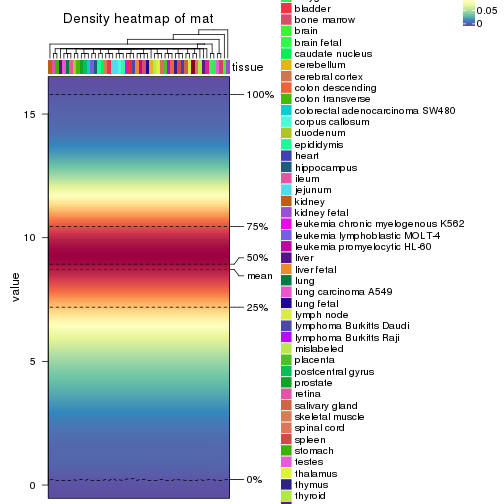 Density heatmap of mat
tissue
100%
75%
50%
mean
25%
0%
value
15
10
5
0
bladder
bone marrow
brain
brain fetal
caudate nucleus
cerebellum
cerebral cortex
colon descending
colon transverse
colorectal adenocarcinoma SW480
corpus callosum
duodenum
epididymis
heart
hippocampus
ileum
jejunum
kidney
kidney fetal
leukemia chronic myelogenous K562
leukemia lymphoblastic MOLT-4
leukemia promyelocytic HL-60
liver
liver fetal
lung
lung carcinoma A549
lung fetal
lymph node
lymphoma Burkitts Daudi
lymphoma Burkitts Raji
mislabeled
placenta
postcentral gyrus
prostate
retina
salivary gland
skeletal muscle
spinal cord
spleen
stomach
testes
thalamus
thymus
thyroid
0.05
0